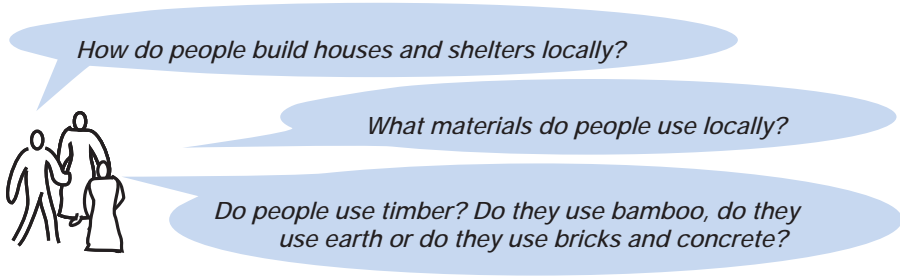 How do people build houses and shelters locally?
What materials do people use locally?
Do people use timber? Do they use bamboo, do they
use earth or do they use bricks and concrete?